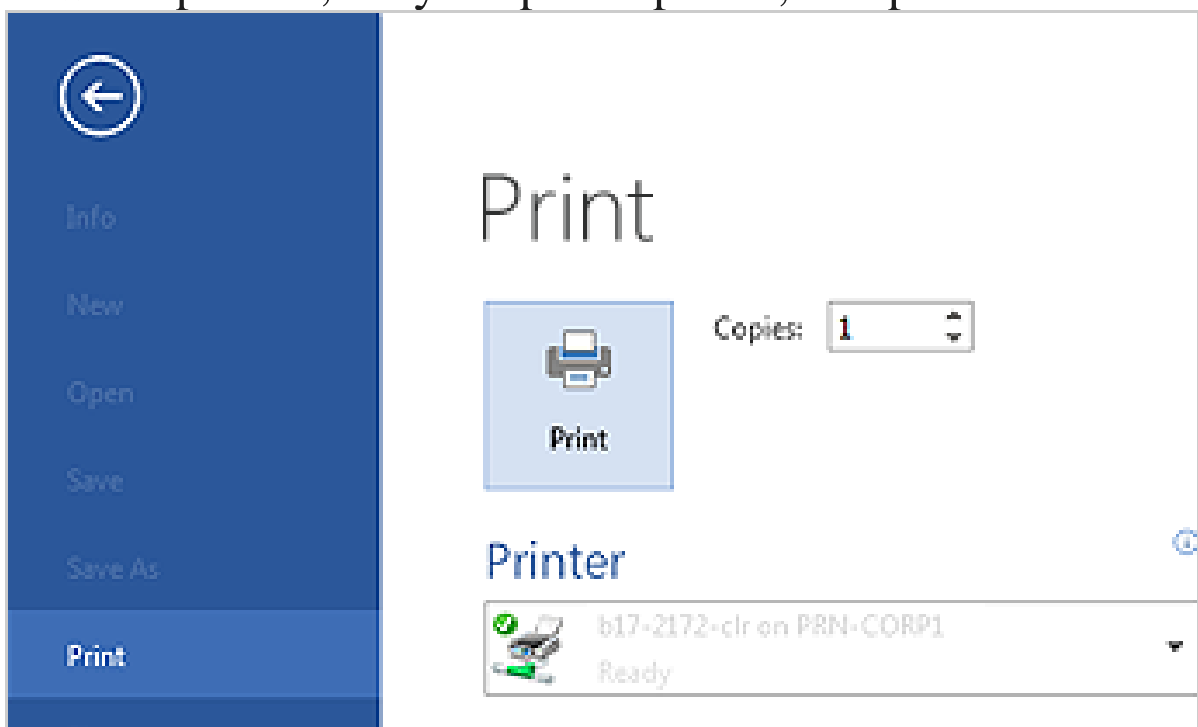 Info
New
Open
Save
Save As
Print
Print
Print
Copies: 1
Printer
b17-2172-clr on PRN-CORP1
Ready